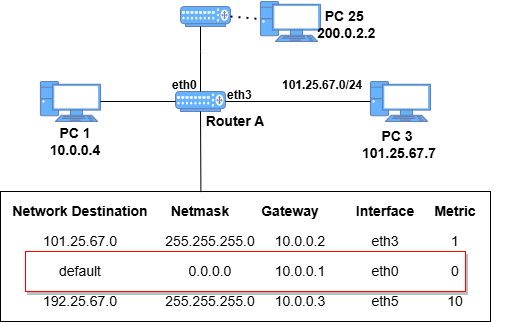 PC 25
200.0.2.2
eth0
eth3
101.25.67.0/24
Router A
PC 1
10.0.0.4
PC 3
101.25.67.7
Network Destination Netmask Gateway Interface Metric
101.25.67.0 255.255.255.0 10.0.0.2 eth3 1
default 0.0.0.0 10.0.0.1 eth0 0
192.25.67.0 255.255.255.0 10.0.0.3 eth5 10